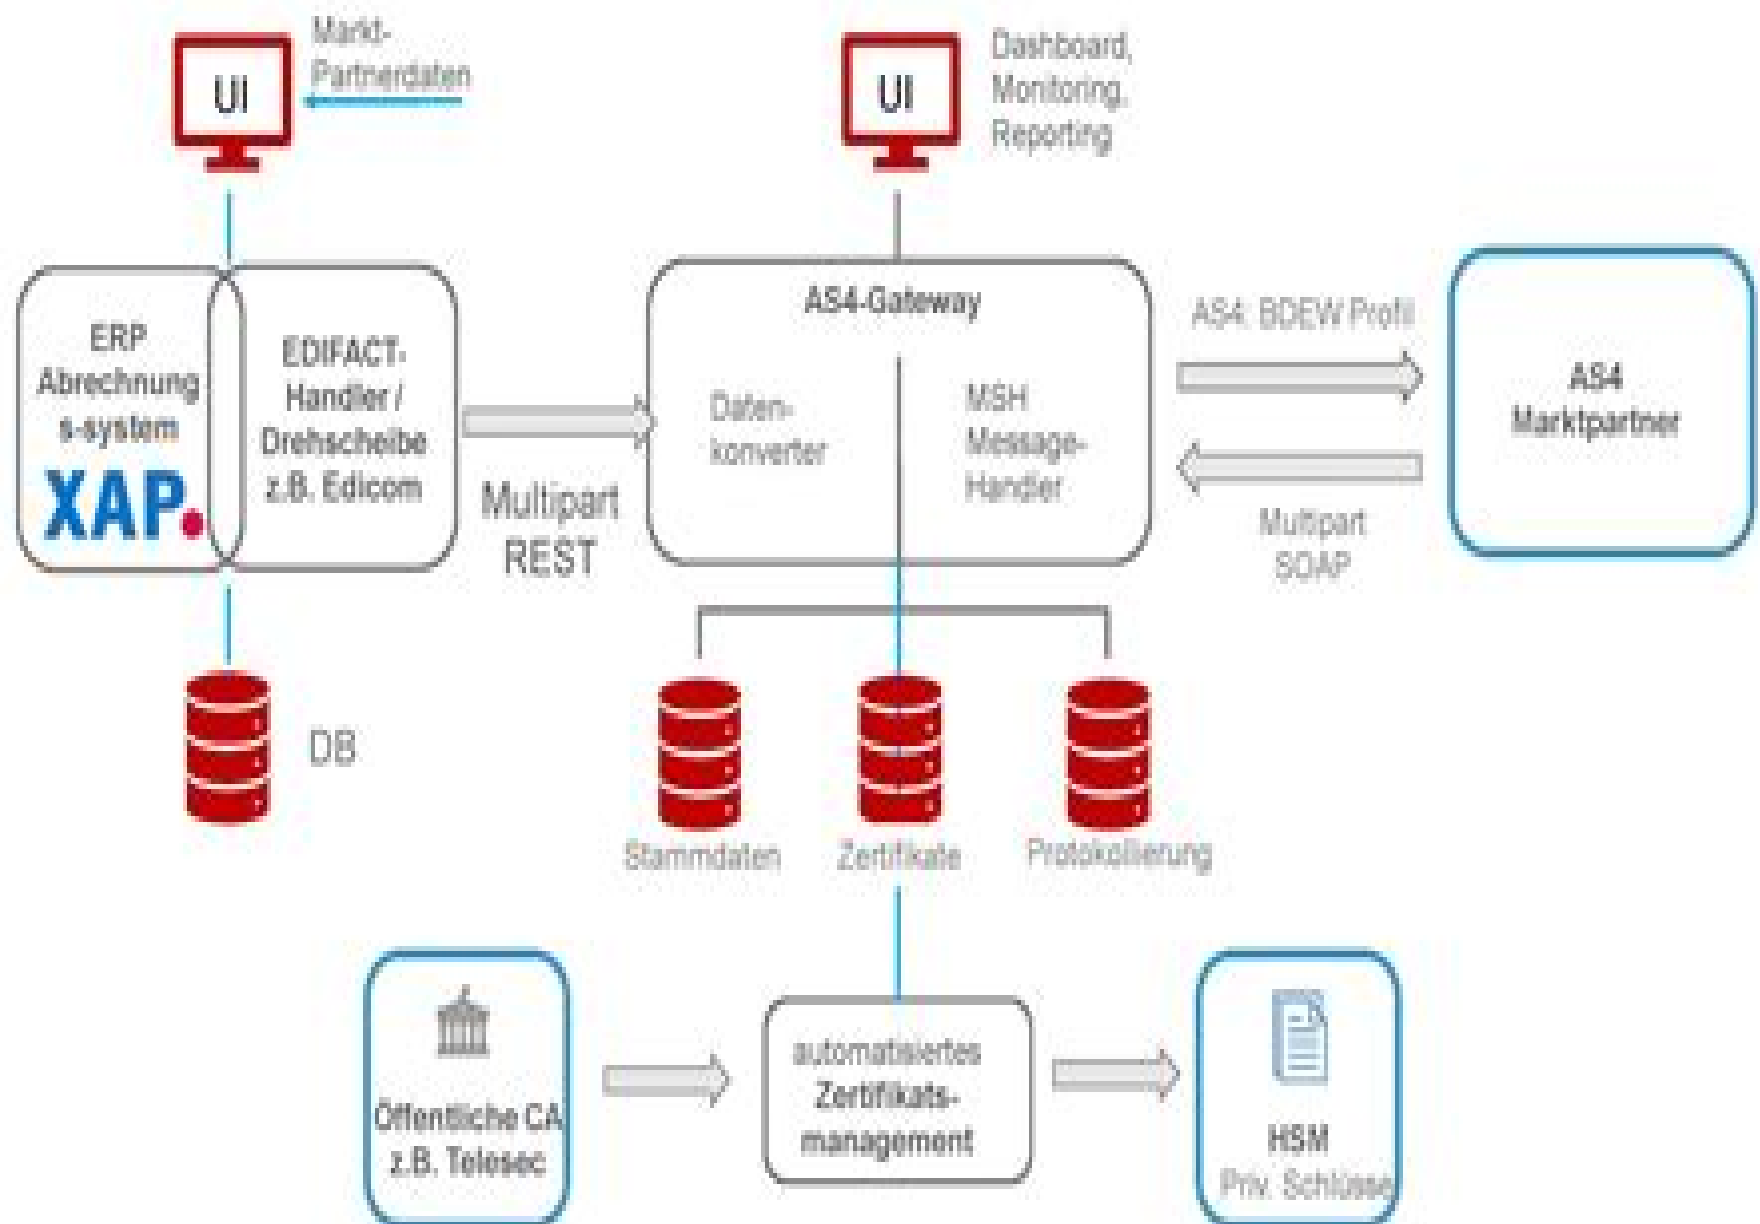 Markt-
Partnerdaten
UI
UI
Dashboard,
Monitoring,
Reporting
ERP
Abrechnung
s-system
XAP.
EDIFACT-
Handler /
Drehscheibe
z.B. Edicom
Multipart
REST
AS4-Gateway
Daten-
konverter
MSH
Message-
Handler
AS4: BDEW Profil
Multipart
SOAP
AS4
Marktpartner
DB
Stammdaten
Zertifikate
Protokollierung
Öffentliche CA
z.B. Telesec
automatisiertes
Zertifikats-
management
HSM
Priv. Schlüsse